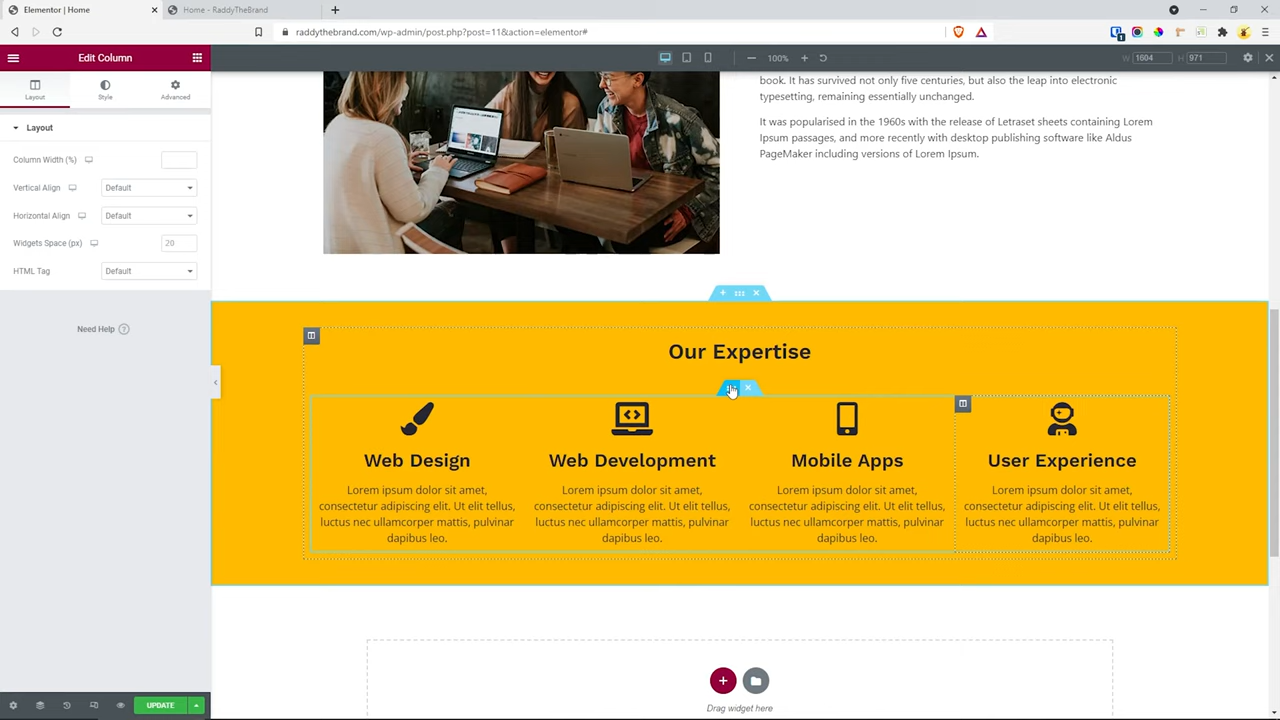 Elementor | Home
Home - RaddyTheBrand
raddythebrand.com/wp-admin/post.php?post=11&action=elementor#
Edit Column
100%
W 1604 H 971
Layout
Style
Advanced
Layout
Column Width (%)
Vertical Align Default
Horizontal Align Default
Widgets Space (px) 20
HTML Tag Default
Need Help
UPDATE
book. It has survived not only five centuries, but also the leap into electronic
typesetting, remaining essentially unchanged.
It was popularised in the 1960s with the release of Letraset sheets containing Lorem
Ipsum passages, and more recently with desktop publishing software like Aldus
PageMaker including versions of Lorem Ipsum.
Our Expertise
Web Design
Lorem ipsum dolor sit amet,
consectetur adipiscing elit. Ut elit tellus,
luctus nec ullamcorper mattis, pulvinar
dapibus leo.
Web Development
Lorem ipsum dolor sit amet,
consectetur adipiscing elit. Ut elit tellus,
luctus nec ullamcorper mattis, pulvinar
dapibus leo.
Mobile Apps
Lorem ipsum dolor sit amet,
consectetur adipiscing elit. Ut elit tellus,
luctus nec ullamcorper mattis, pulvinar
dapibus leo.
User Experience
Lorem ipsum dolor sit amet,
consectetur adipiscing elit. Ut elit tellus,
luctus nec ullamcorper mattis, pulvinar
dapibus leo.
Drag widget here